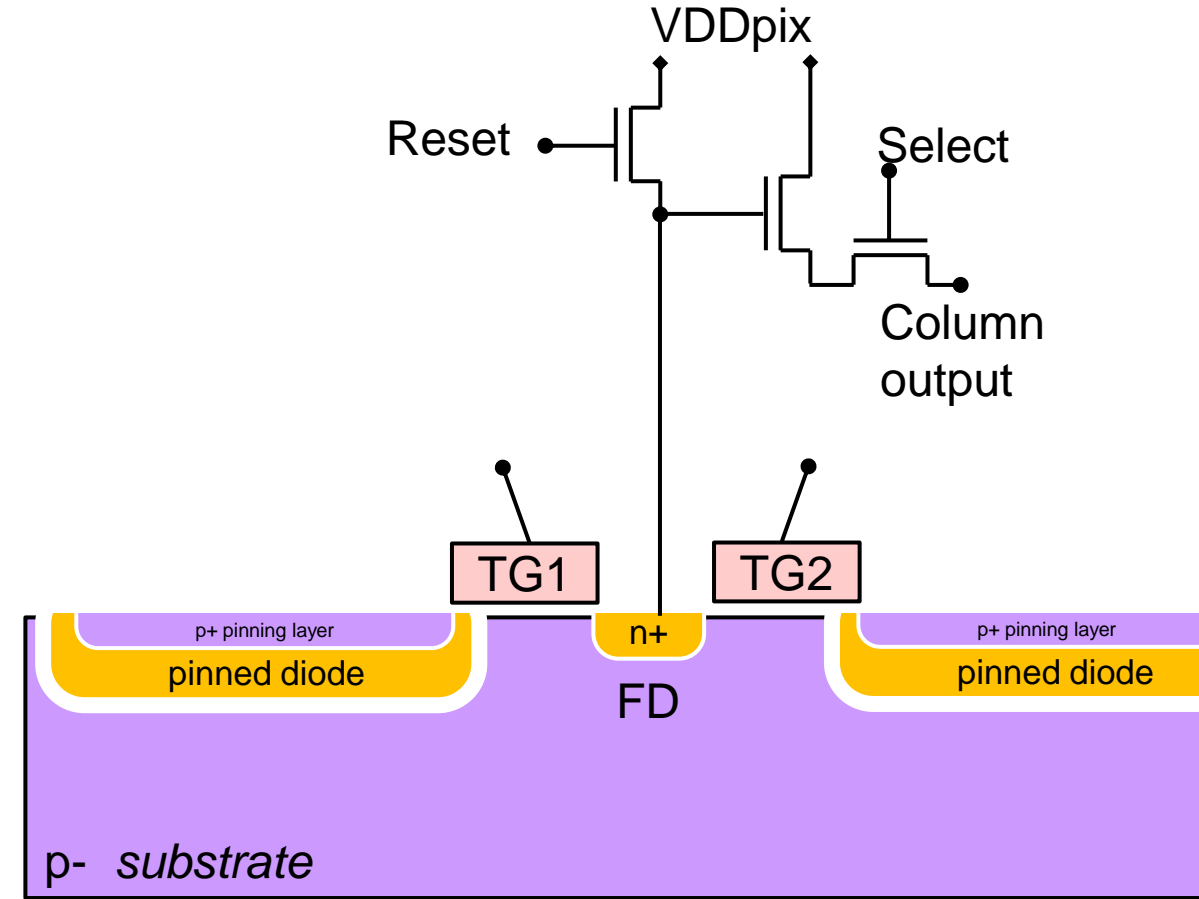 VDDpix
Reset
Select
Column
output
TG1
TG2
p+ pinning layer
n+
p+ pinning layer
pinned diode
pinned diode
FD
p- substrate